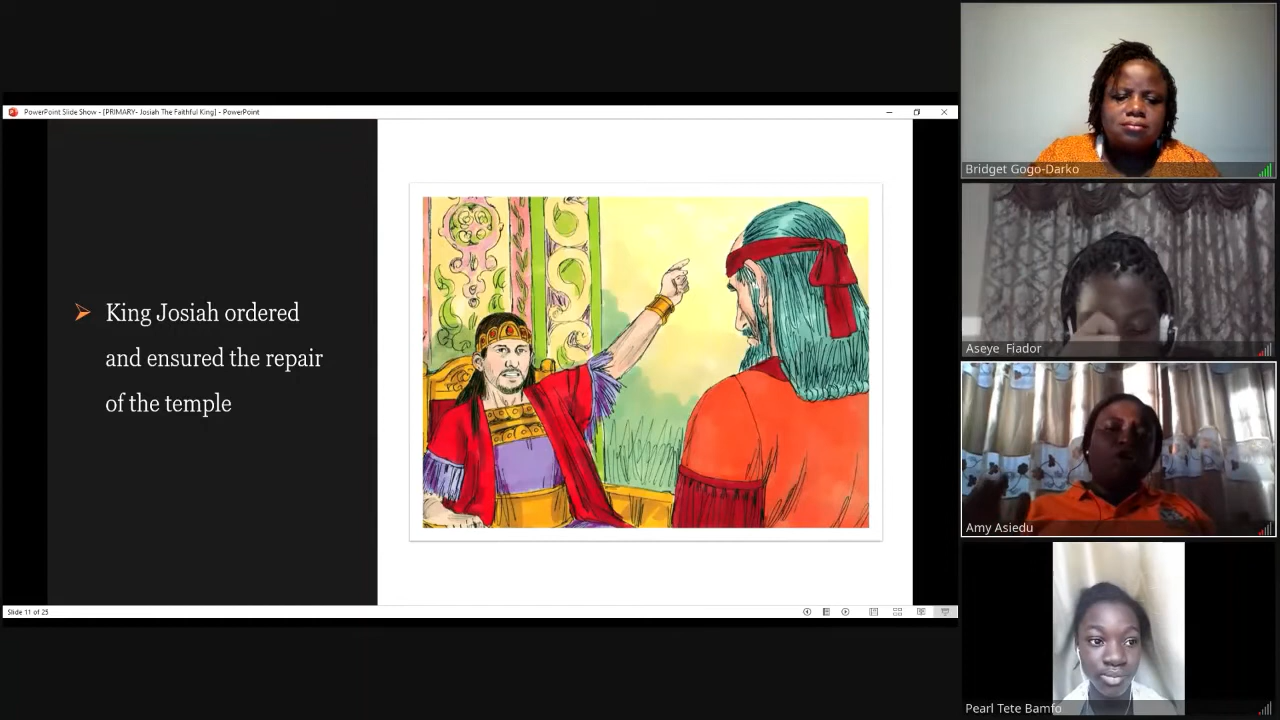 PowerPoint Slide Show - [PRIMARY- Josiah The Faithful King] - PowerPoint
King Josiah ordered
and ensured the repair
of the temple
Slide 11 of 25
Bridget Gogo-Darko
Aseye Fiador
Amy Asiedu
Pearl Tete Bamfo